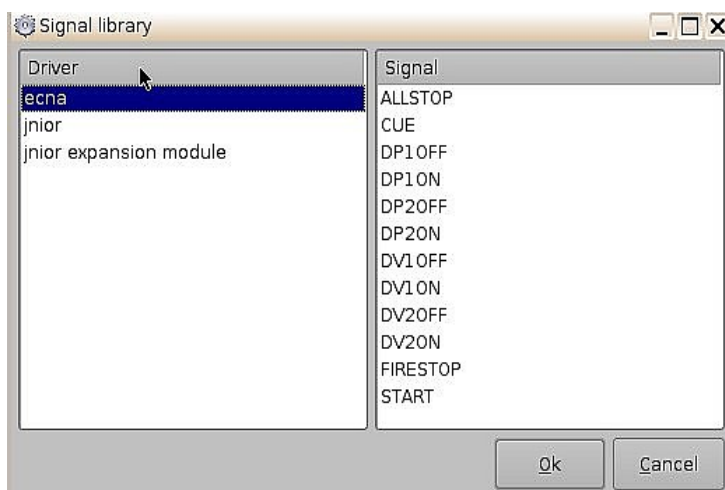 Signal library
Driver
ecna
jnior
jnior expansion module
Signal
ALLSTOP
CUE
DP1OFF
DP1ON
DP2OFF
DP2ON
DV1OFF
DV1ON
DV2OFF
DV2ON
FIRESTOP
START
Ok
Cancel